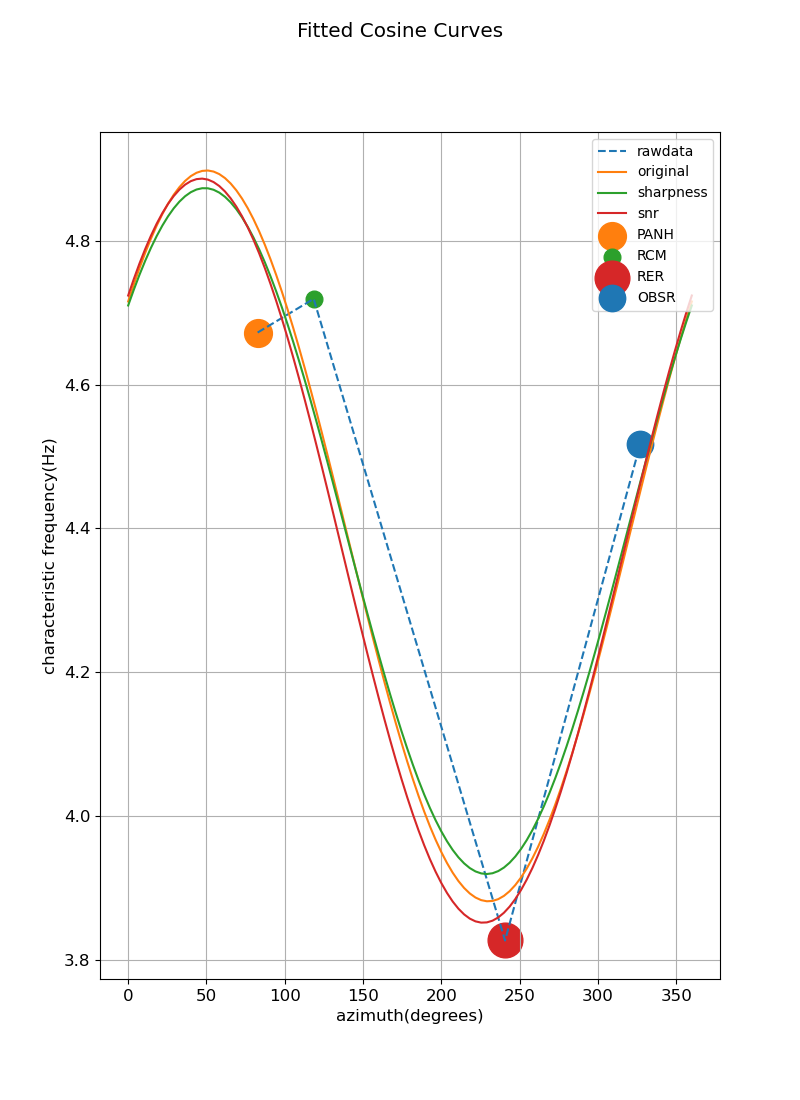 Fitted Cosine Curves
rawdata
original
sharpness
snr
PANH
RCM
RER
OBSR
4.8
4.6
4.4
4.2
4.0
3.8
characteristic frequency(Hz)
0 50 100 150 200 250 300 350
azimuth(degrees)